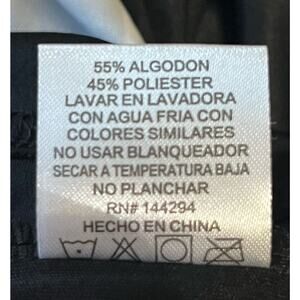 55% ALGODON
45% POLIESTER
LAVAR EN LAVADORA
CON AGUA FRIA CON
COLORES SIMILARES
NO USAR BLANQUEADOR
SECAR A TEMPERATURA BAJA
NO PLANCHAR
RN# 144294
HECHO EN CHINA